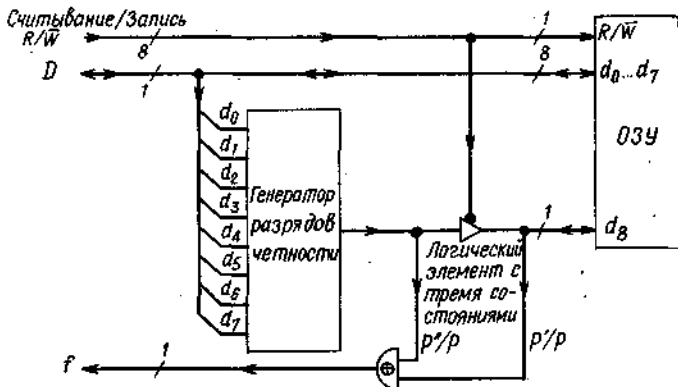 Считывание/Запись
R/W̅
8
1
R/W̅
D
1
8
d₀...d₇
ОЗУ
d₀
d₁
d₂
d₃
d₄
d₅
d₆
d₇
Генератор
разрядов
четности
1
d₈
Логический
элемент с
тремя со-
стояниями
p″/p
p′/p
f
1
⊕